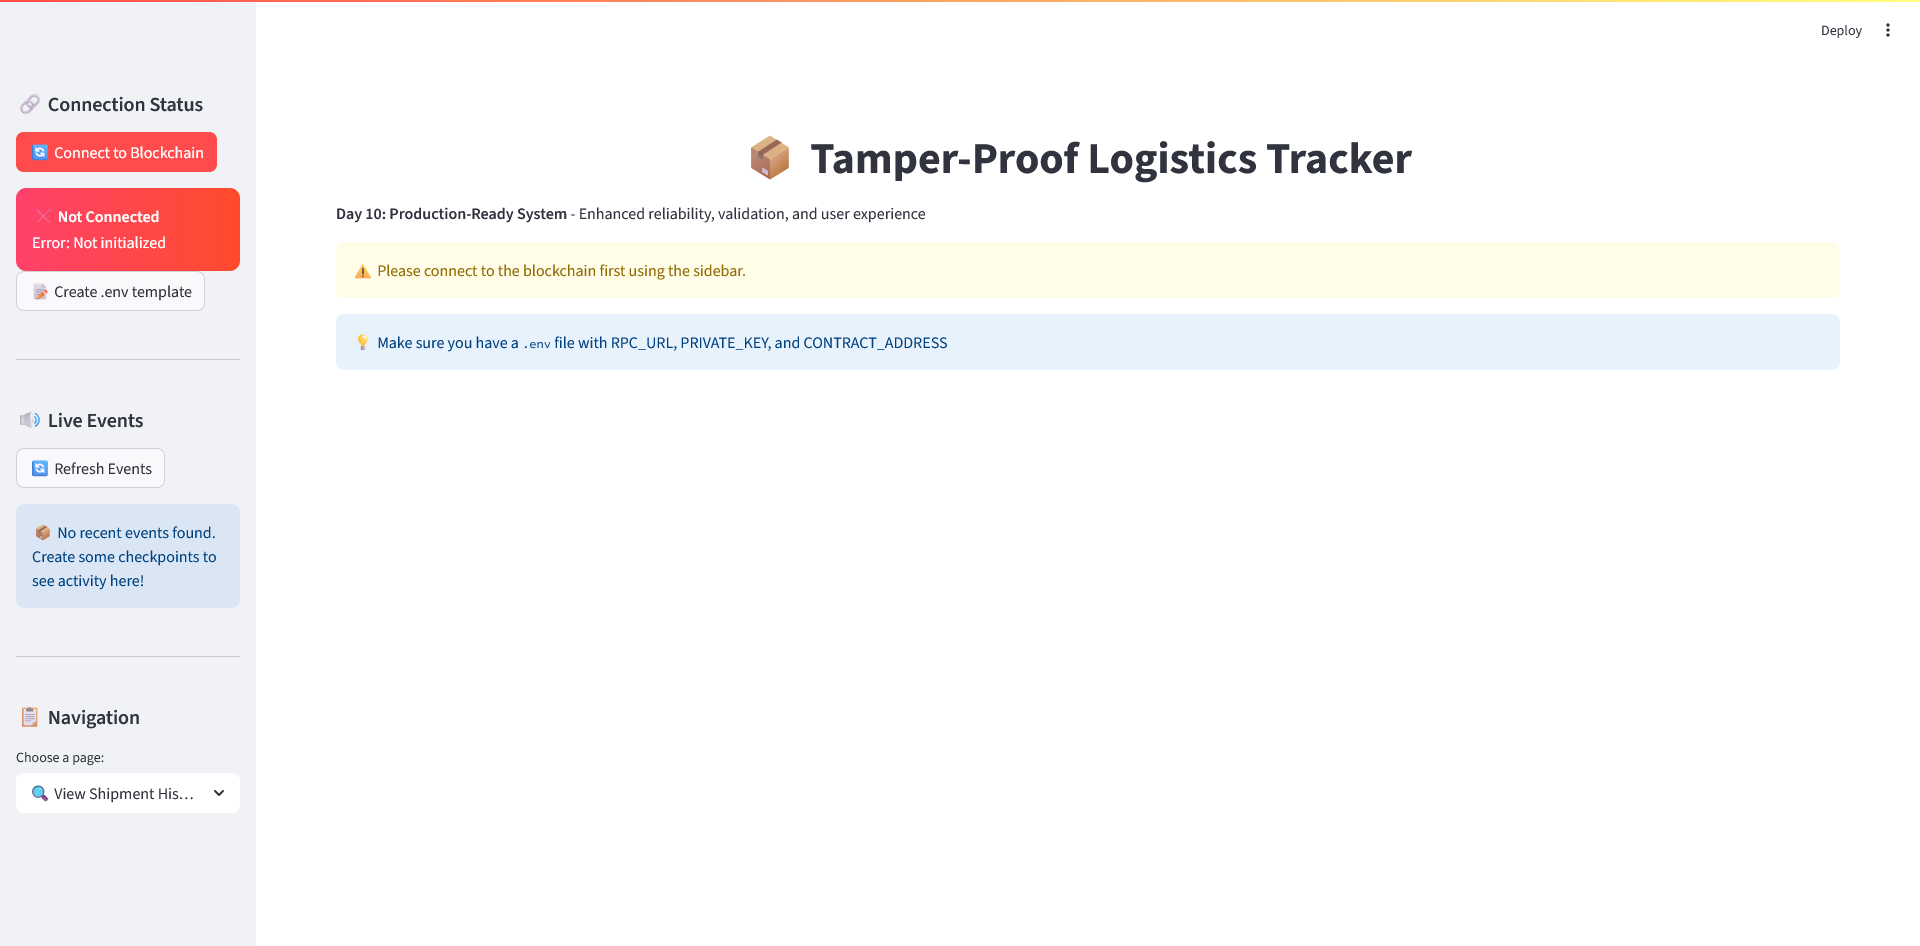 Deploy
🔗 Connection Status
🔄 Connect to Blockchain
❌ Not Connected
Error: Not initialized
📝 Create .env template
🔊 Live Events
🔄 Refresh Events
📦 No recent events found.
Create some checkpoints to
see activity here!
📋 Navigation
Choose a page:
🔍 View Shipment His...
📦 Tamper-Proof Logistics Tracker
Day 10: Production-Ready System - Enhanced reliability, validation, and user experience
⚠️ Please connect to the blockchain first using the sidebar.
💡 Make sure you have a .env file with RPC_URL, PRIVATE_KEY, and CONTRACT_ADDRESS